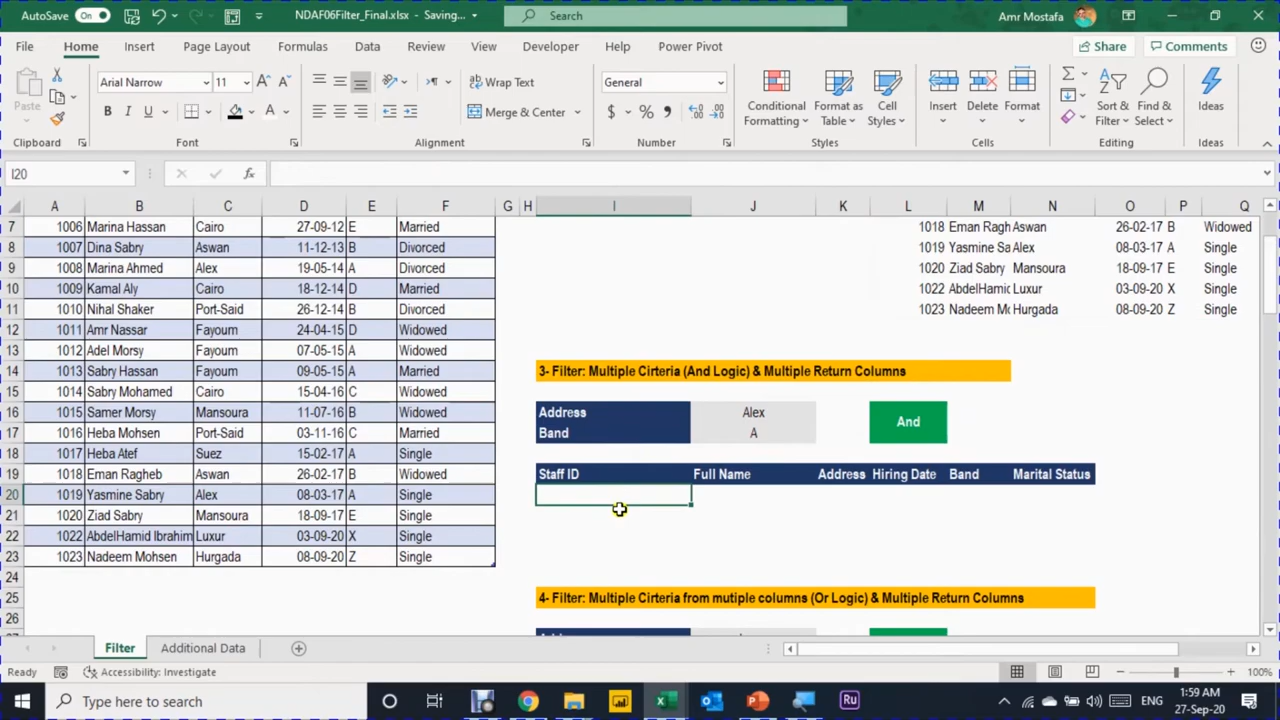 AutoSave On NDAF06Filter_Final.xlsx - Saving... Search Amr Mostafa
File Home Insert Page Layout Formulas Data Review View Developer Help Power Pivot Share Comments
Arial Narrow 11 Wrap Text General
Paste B I U A Merge & Center $ % Conditional Formatting Format as Table Cell Styles Insert Delete Format Sort & Filter Find & Select Ideas
Clipboard Font Alignment Number Styles Cells Editing Ideas
I20 fx
A B C D E F G H I J K L M N O P Q
7 1006 Marina Hassan Cairo 27-09-12 E Married 1018 Eman Ragh Aswan 26-02-17 B Widowed
8 1007 Dina Sabry Aswan 11-12-13 B Divorced 1019 Yasmine Sa Alex 08-03-17 A Single
9 1008 Marina Ahmed Alex 19-05-14 A Divorced 1020 Ziad Sabry Mansoura 18-09-17 E Single
10 1009 Kamal Aly Cairo 18-12-14 D Married 1022 AbdelHamic Luxur 03-09-20 X Single
11 1010 Nihal Shaker Port-Said 26-12-14 B Divorced 1023 Nadeem Mo Hurgada 08-09-20 Z Single
12 1011 Amr Nassar Fayoum 24-04-15 D Widowed
13 1012 Adel Morsy Fayoum 07-05-15 A Widowed
14 1013 Sabry Hassan Fayoum 09-05-15 A Married 3- Filter: Multiple Cirteria (And Logic) & Multiple Return Columns
15 1014 Sabry Mohamed Cairo 15-04-16 C Widowed
16 1015 Samer Morsy Mansoura 11-07-16 B Widowed Address Alex And
17 1016 Heba Mohsen Port-Said 03-11-16 C Married Band A
18 1017 Heba Atef Suez 15-02-17 A Single
19 1018 Eman Ragheb Aswan 26-02-17 B Widowed Staff ID Full Name Address Hiring Date Band Marital Status
20 1019 Yasmine Sabry Alex 08-03-17 A Single
21 1020 Ziad Sabry Mansoura 18-09-17 E Single
22 1022 AbdelHamid Ibrahim Luxur 03-09-20 X Single
23 1023 Nadeem Mohsen Hurgada 08-09-20 Z Single
24
25 4- Filter: Multiple Cirteria from mutiple columns (Or Logic) & Multiple Return Columns
26
Filter Additional Data
Ready Accessibility: Investigate 100%
Type here to search Ru ENG 1:59 AM
27-Sep-20